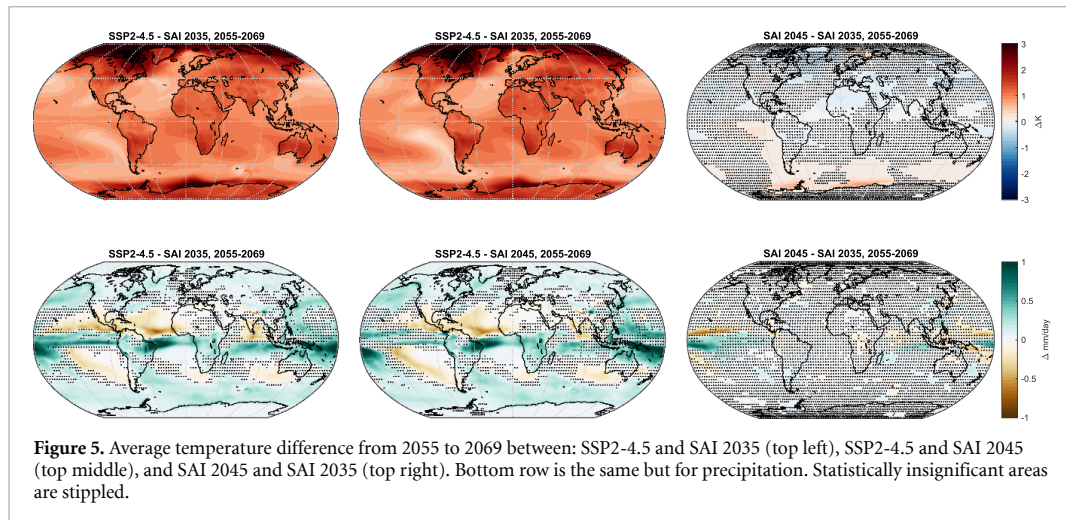 SSP2-4.5 - SAI 2035, 2055-2069
SSP2-4.5 - SAI 2035, 2055-2069
SAI 2045 - SAI 2035, 2055-2069
3
2
1
0
-1
-2
-3
ΔK
SSP2-4.5 - SAI 2035, 2055-2069
SSP2-4.5 - SAI 2045, 2055-2069
SAI 2045 - SAI 2035, 2055-2069
1
0.5
0
-0.5
-1
Δ mm/day
Figure 5. Average temperature difference from 2055 to 2069 between: SSP2-4.5 and SAI 2035 (top left), SSP2-4.5 and SAI 2045
(top middle), and SAI 2045 and SAI 2035 (top right). Bottom row is the same but for precipitation. Statistically insignificant areas
are stippled.